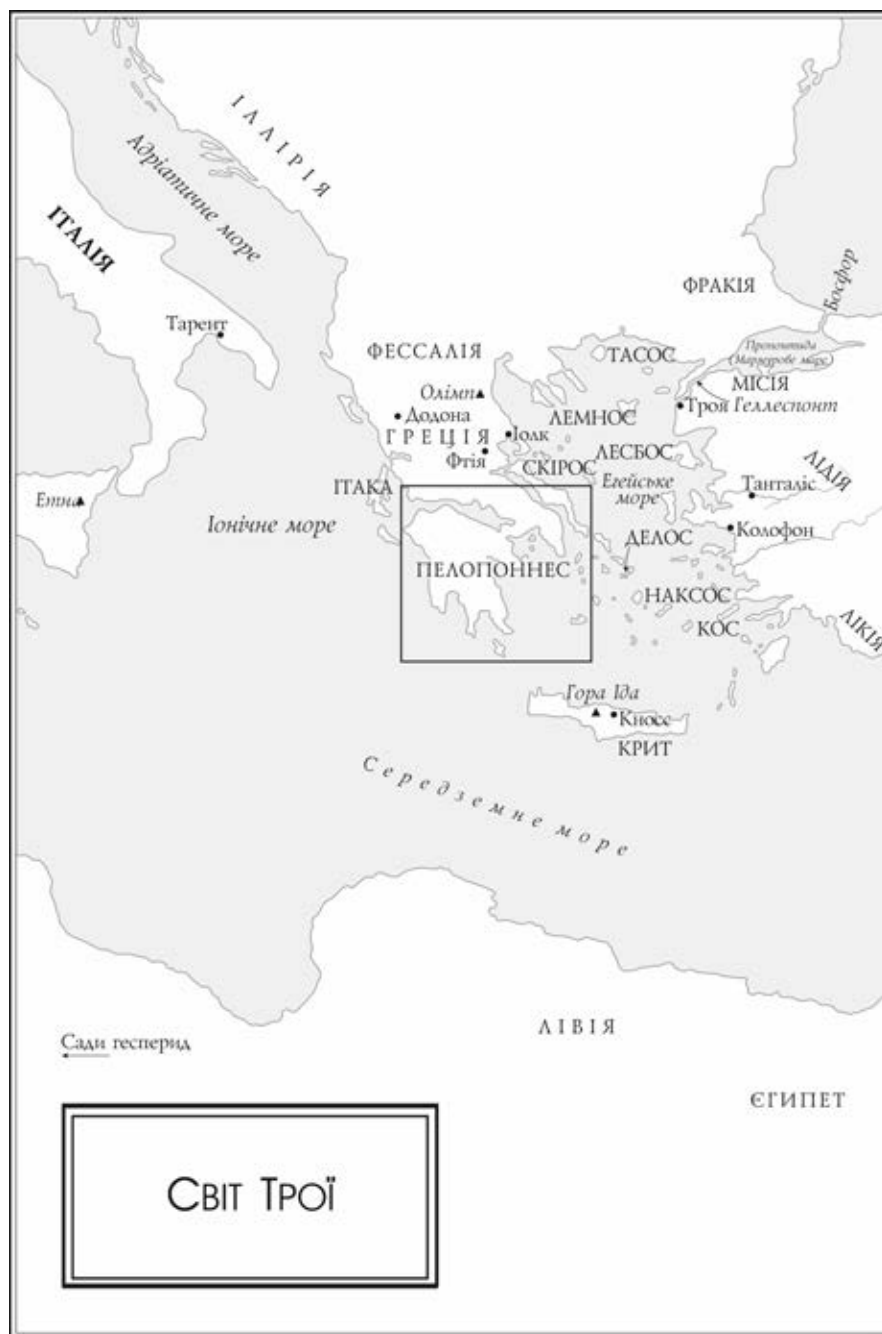 ІЛЛІРІЯ
Адріатичне море
ІТАЛІЯ
Босфор
ФРАКІЯ
Тарент
Пропонтида
(Мармурове море)
ФЕССАЛІЯ
ТАСОС
МІСІЯ
Олімп
Троя
Геллеспонт
Додона
ЛЕМНОС
ГРЕЦІЯ
Іолк
Фтія
ЛЕСБОС
СКІРОС
ЛІДІЯ
ІТАКА
Егейське
море
Танталіс
Етна
Іонічне море
Колофон
ДЕЛОС
ПЕЛОПОННЕС
НАКСОС
КОС
ЛІКІЯ
Гора Іда
Кносс
КРИТ
Середземне море
ЛІВІЯ
Сади гесперид
ЄГИПЕТ
СВІТ ТРОЇ